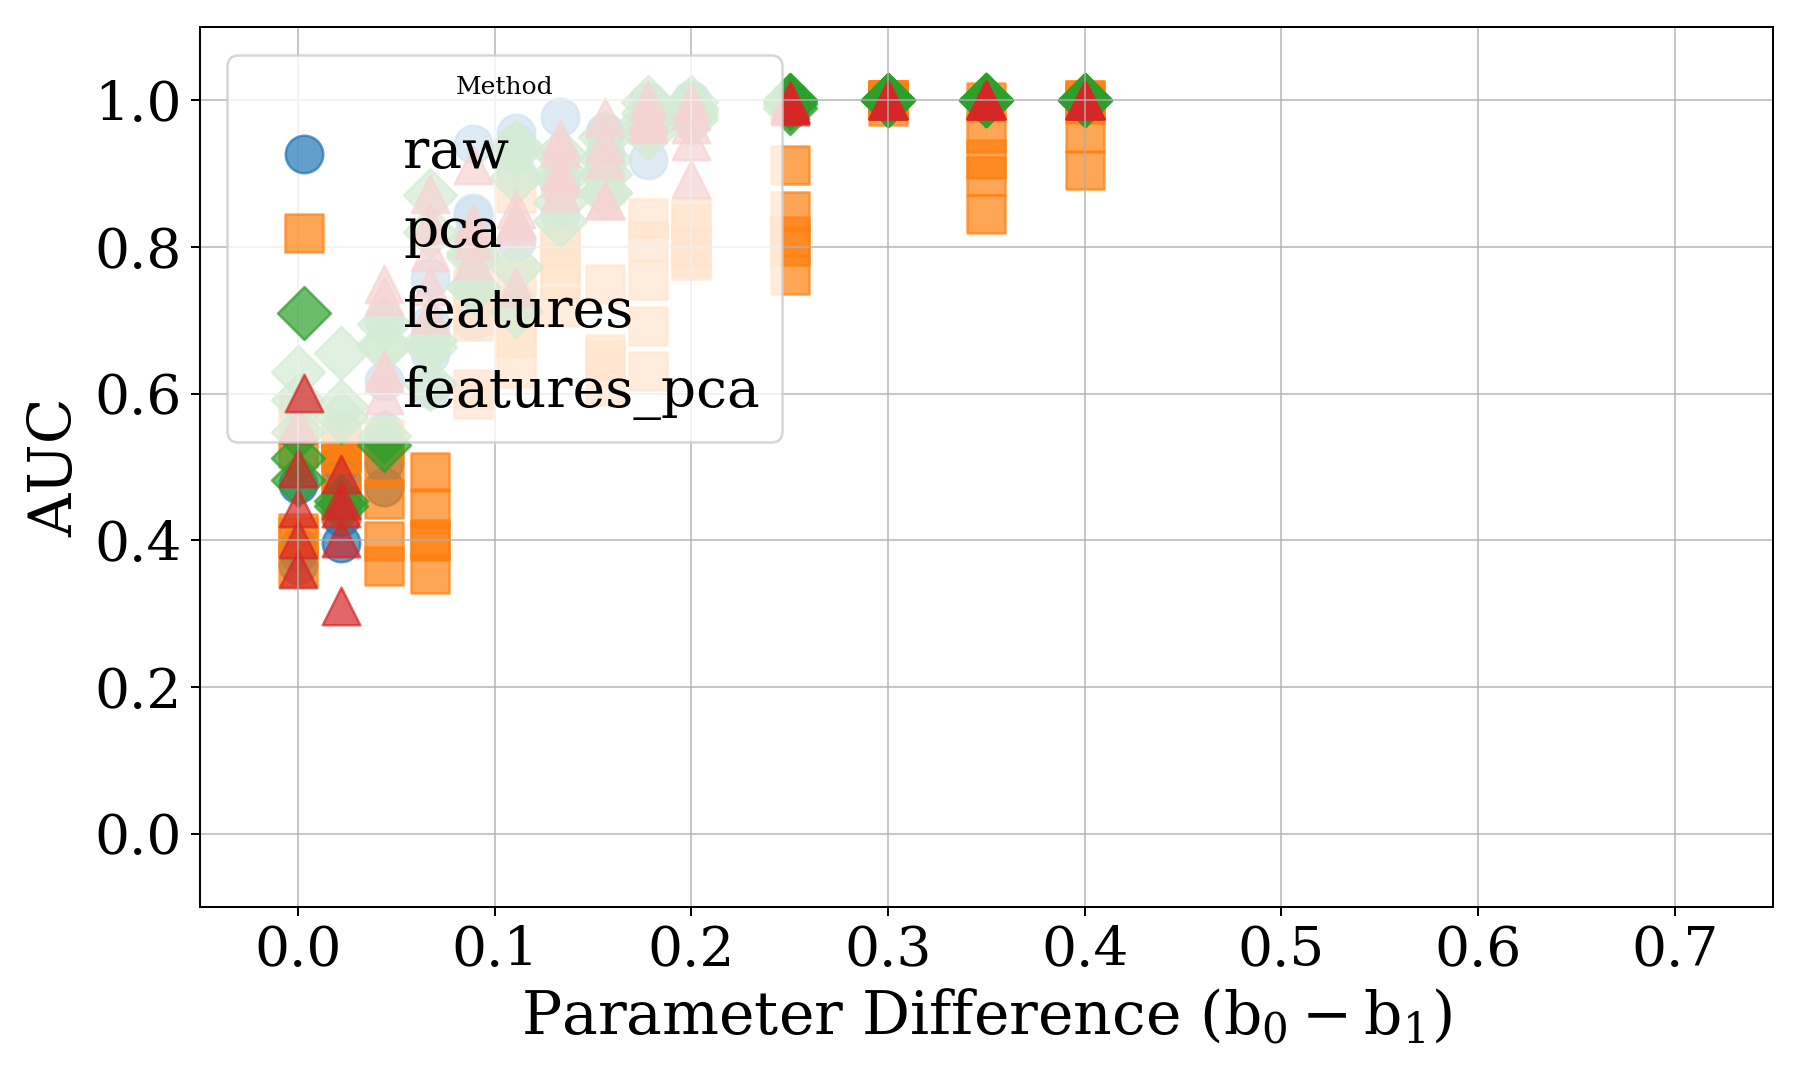 Method
raw
pca
features
features_pca
1.0
0.8
0.6
0.4
0.2
0.0
AUC
0.0 0.1 0.2 0.3 0.4 0.5 0.6 0.7
Parameter Difference (b₀ − b₁)